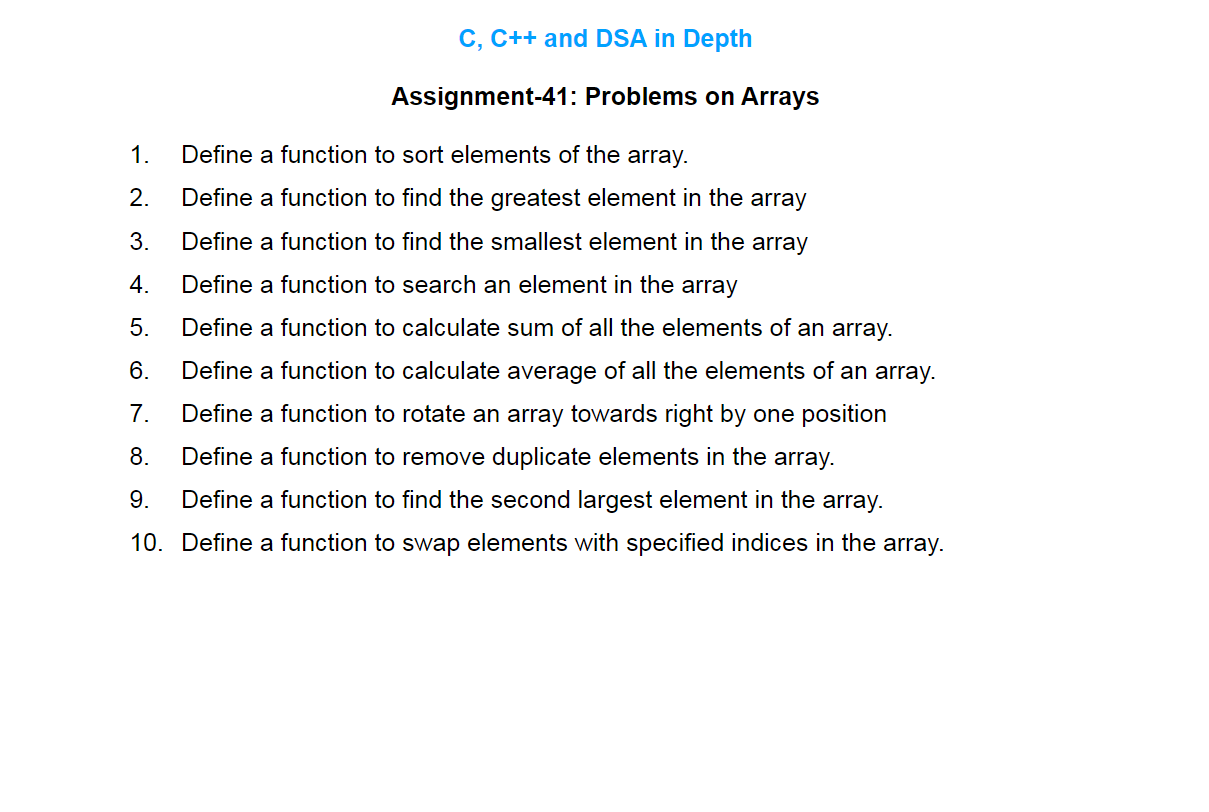 C, C++ and DSA in Depth
Assignment-41: Problems on Arrays
1. Define a function to sort elements of the array.
2. Define a function to find the greatest element in the array
3. Define a function to find the smallest element in the array
4. Define a function to search an element in the array
5. Define a function to calculate sum of all the elements of an array.
6. Define a function to calculate average of all the elements of an array.
7. Define a function to rotate an array towards right by one position
8. Define a function to remove duplicate elements in the array.
9. Define a function to find the second largest element in the array.
10. Define a function to swap elements with specified indices in the array.